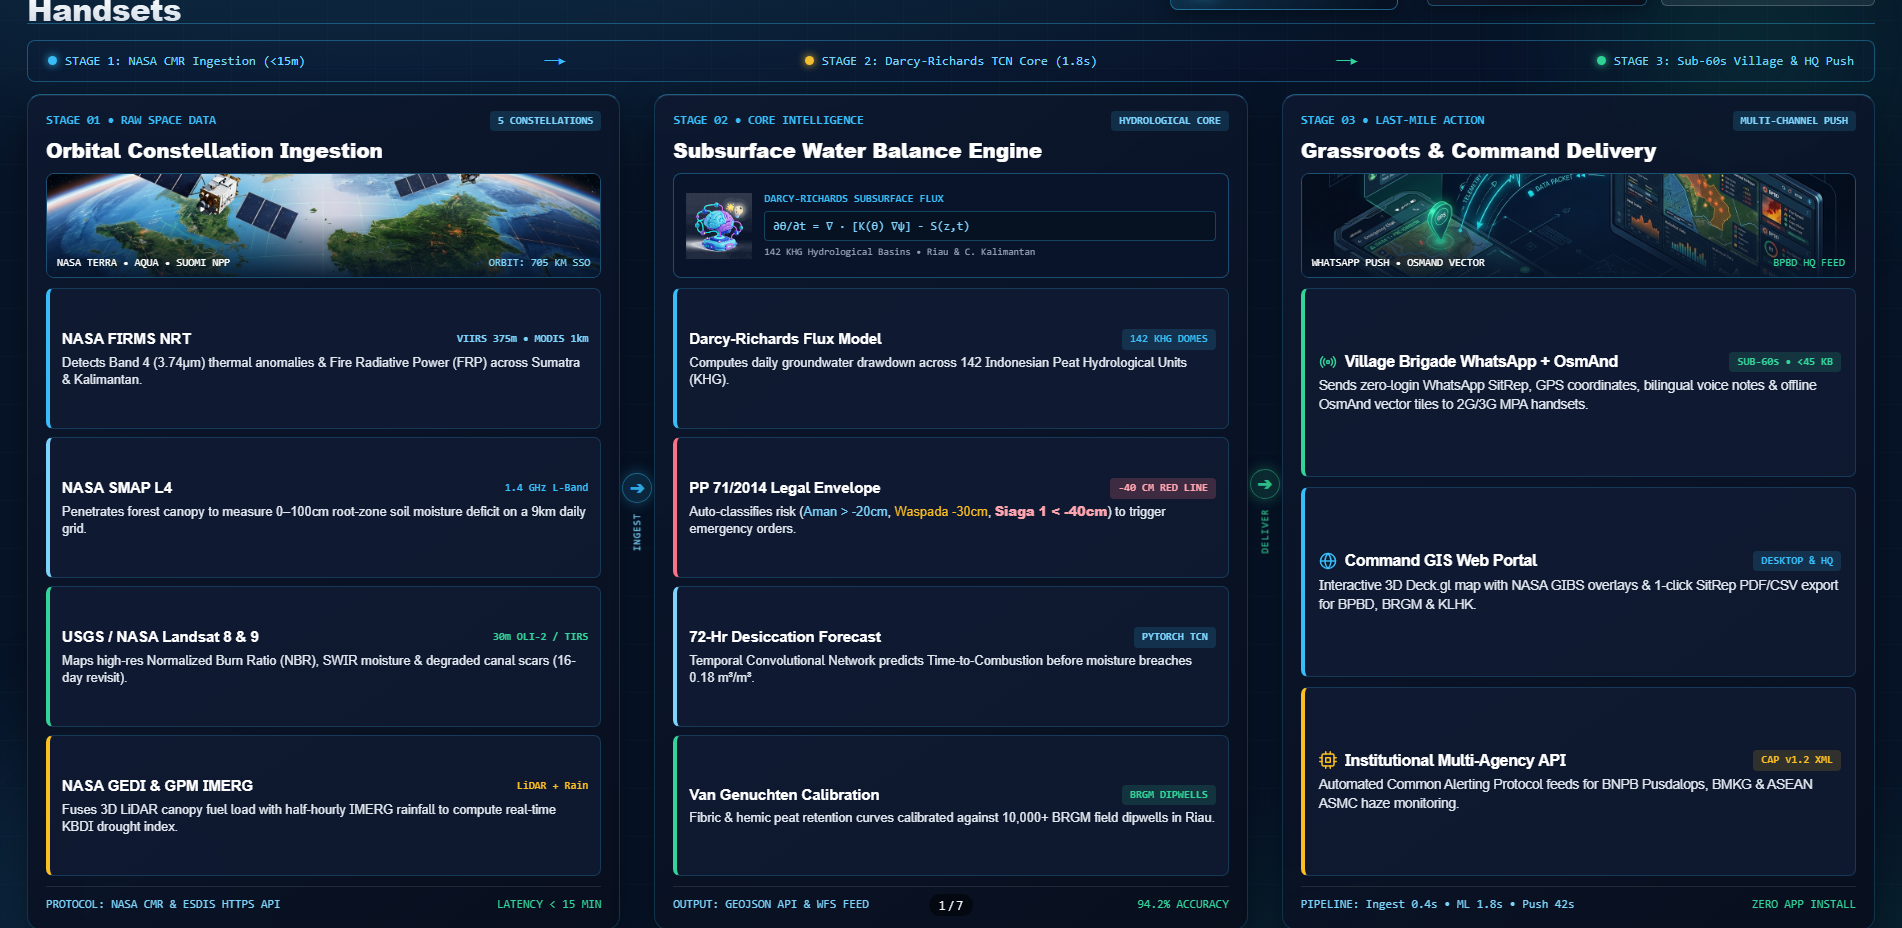 Handsets
STAGE 1: NASA CMR Ingestion (<15m)
STAGE 2: Darcy-Richards TCN Core (1.8s)
STAGE 3: Sub-60s Village & HQ Push
STAGE 01 • RAW SPACE DATA
5 CONSTELLATIONS
Orbital Constellation Ingestion
NASA TERRA • AQUA • SUOMI NPP
ORBIT: 705 KM SSO
NASA FIRMS NRT
VIIRS 375m • MODIS 1km
Detects Band 4 (3.74μm) thermal anomalies & Fire Radiative Power (FRP) across Sumatra
& Kalimantan.
NASA SMAP L4
1.4 GHz L-Band
Penetrates forest canopy to measure 0–100cm root-zone soil moisture deficit on a 9km daily
grid.
USGS / NASA Landsat 8 & 9
30m OLI-2 / TIRS
Maps high-res Normalized Burn Ratio (NBR), SWIR moisture & degraded canal scars (16-
day revisit).
NASA GEDI & GPM IMERG
LiDAR + Rain
Fuses 3D LiDAR canopy fuel load with half-hourly IMERG rainfall to compute real-time
KBDI drought index.
PROTOCOL: NASA CMR & ESDIS HTTPS API
LATENCY < 15 MIN
INGEST
STAGE 02 • CORE INTELLIGENCE
HYDROLOGICAL CORE
Subsurface Water Balance Engine
DARCY-RICHARDS SUBSURFACE FLUX
∂θ/∂t = ∇ · [K(θ) ∇ψ] - S(z,t)
142 KHG Hydrological Basins • Riau & C. Kalimantan
Darcy-Richards Flux Model
142 KHG DOMES
Computes daily groundwater drawdown across 142 Indonesian Peat Hydrological Units
(KHG).
PP 71/2014 Legal Envelope
-40 CM RED LINE
Auto-classifies risk (Aman > -20cm, Waspada -30cm, Siaga 1 < -40cm) to trigger
emergency orders.
72-Hr Desiccation Forecast
PYTORCH TCN
Temporal Convolutional Network predicts Time-to-Combustion before moisture breaches
0.18 m³/m³.
Van Genuchten Calibration
BRGM DIPWELLS
Fibric & hemic peat retention curves calibrated against 10,000+ BRGM field dipwells in Riau.
OUTPUT: GEOJSON API & WFS FEED
1 / 7
94.2% ACCURACY
DELIVER
STAGE 03 • LAST-MILE ACTION
MULTI-CHANNEL PUSH
Grassroots & Command Delivery
DATA PACKET
GPS
WHATSAPP PUSH • OSMAND VECTOR
BPBD HQ FEED
Village Brigade WhatsApp + OsmAnd
SUB-60s • <45 KB
Sends zero-login WhatsApp SitRep, GPS coordinates, bilingual voice notes & offline
OsmAnd vector tiles to 2G/3G MPA handsets.
Command GIS Web Portal
DESKTOP & HQ
Interactive 3D Deck.gl map with NASA GIBS overlays & 1-click SitRep PDF/CSV export
for BPBD, BRGM & KLHK.
Institutional Multi-Agency API
CAP v1.2 XML
Automated Common Alerting Protocol feeds for BNPB Pusdalops, BMKG & ASEAN
ASMC haze monitoring.
PIPELINE: Ingest 0.4s • ML 1.8s • Push 42s
ZERO APP INSTALL